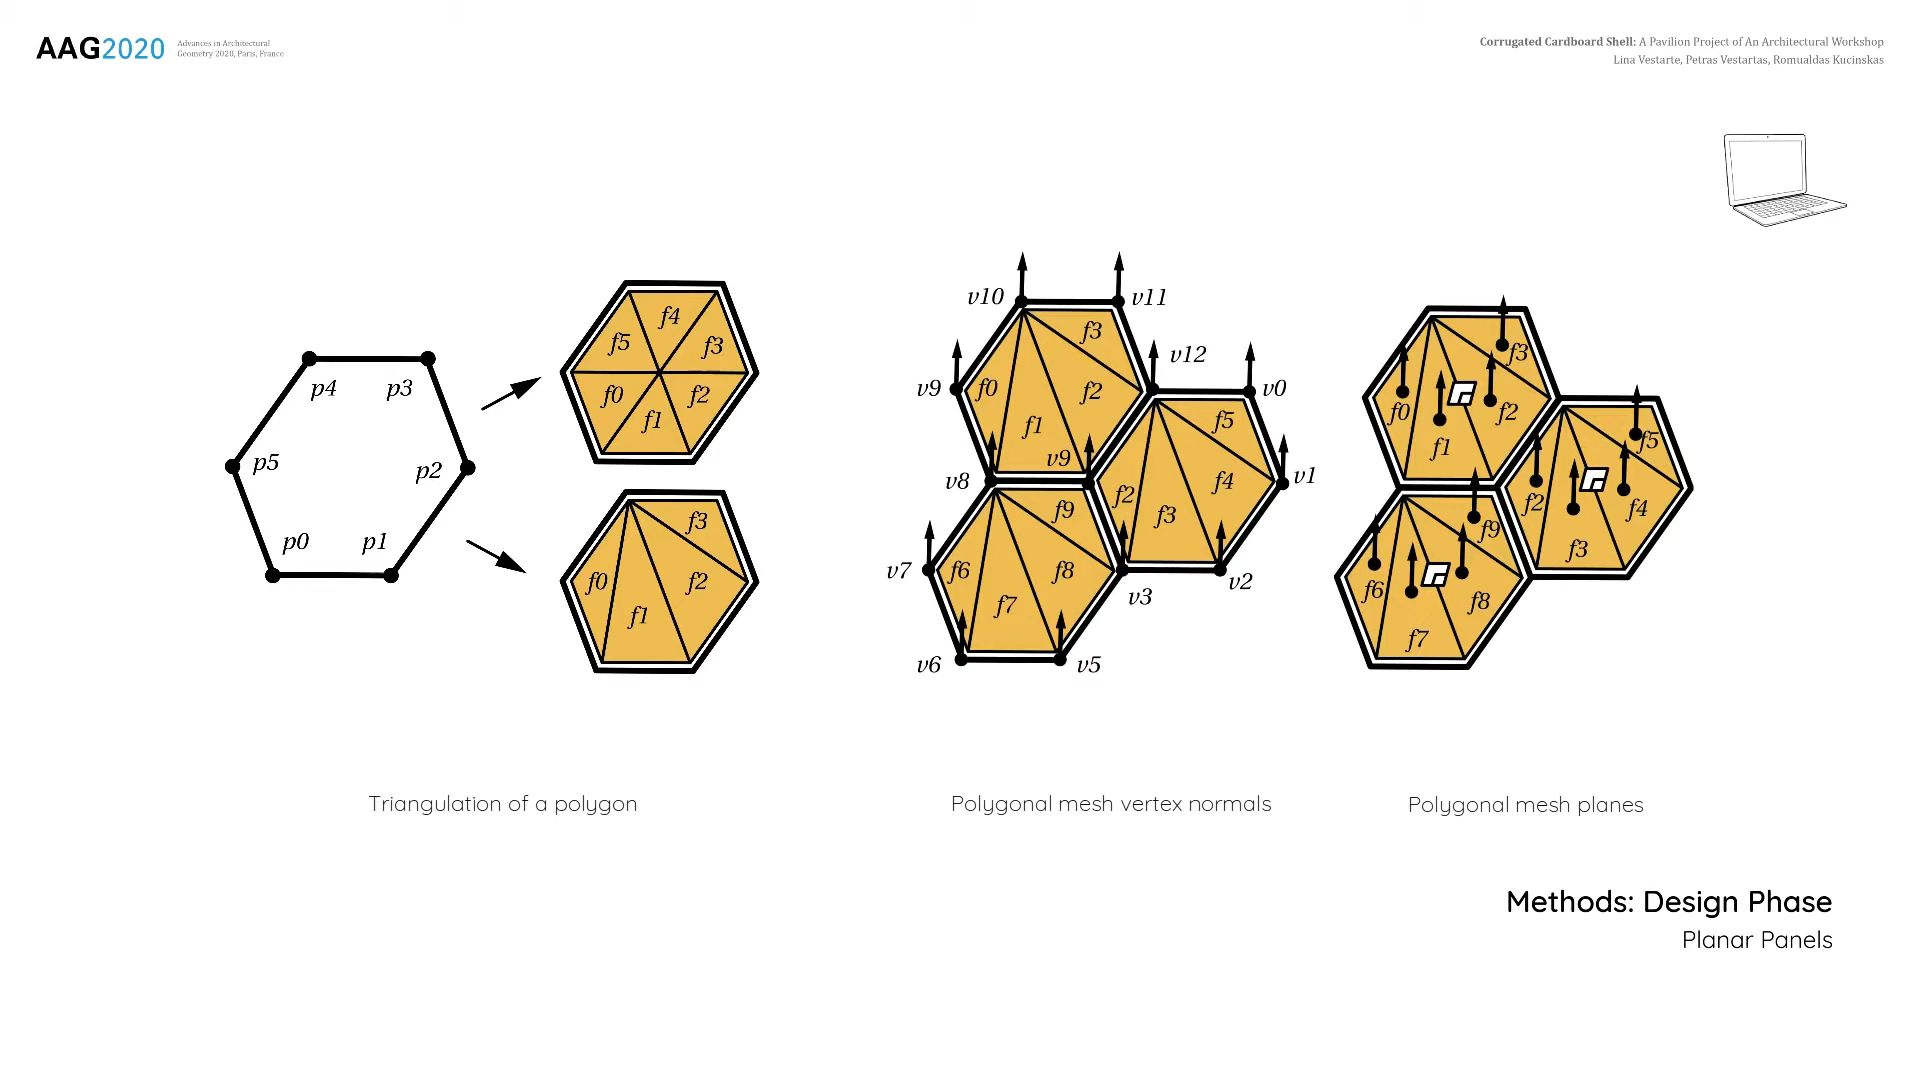 AAG2020
Advances in Architectural
Geometry 2020, Paris, France
Corrugated Cardboard Shell: A Pavilion Project of An Architectural Workshop
Lina Vestarte, Petras Vestartas, Romualdas Kucinskas
p4 p3
p5 p2
p0 p1
f4
f5 f3
f0 f2
f1
f3
f0 f2
f1
v10 v11
f3
v12
v9 f0 f2 v0
f1 f5
v9
v8 f4 v1
f2
f9 f3
v7 f6 f8
v2
f7 v3
v6 v5
f3
f0 f2
f1 f5
f2 f4
f9
f3
f6 f8
f7
Triangulation of a polygon
Polygonal mesh vertex normals
Polygonal mesh planes
Methods: Design Phase
Planar Panels